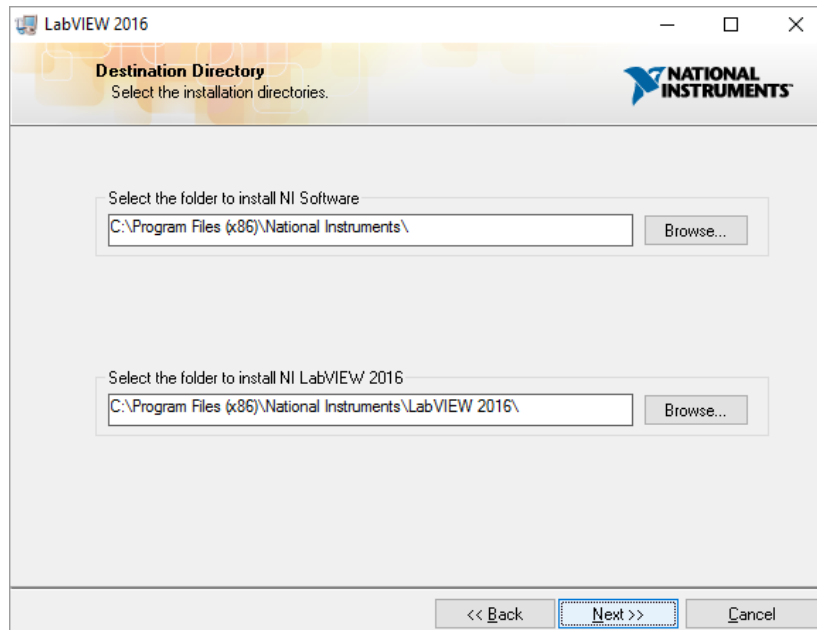 LabVIEW 2016
Destination Directory
Select the installation directories.
NATIONAL
INSTRUMENTS™
Select the folder to install NI Software
C:\Program Files (x86)\National Instruments\
Browse...
Select the folder to install NI LabVIEW 2016
C:\Program Files (x86)\National Instruments\LabVIEW 2016\
Browse...
<< Back Next >> Cancel